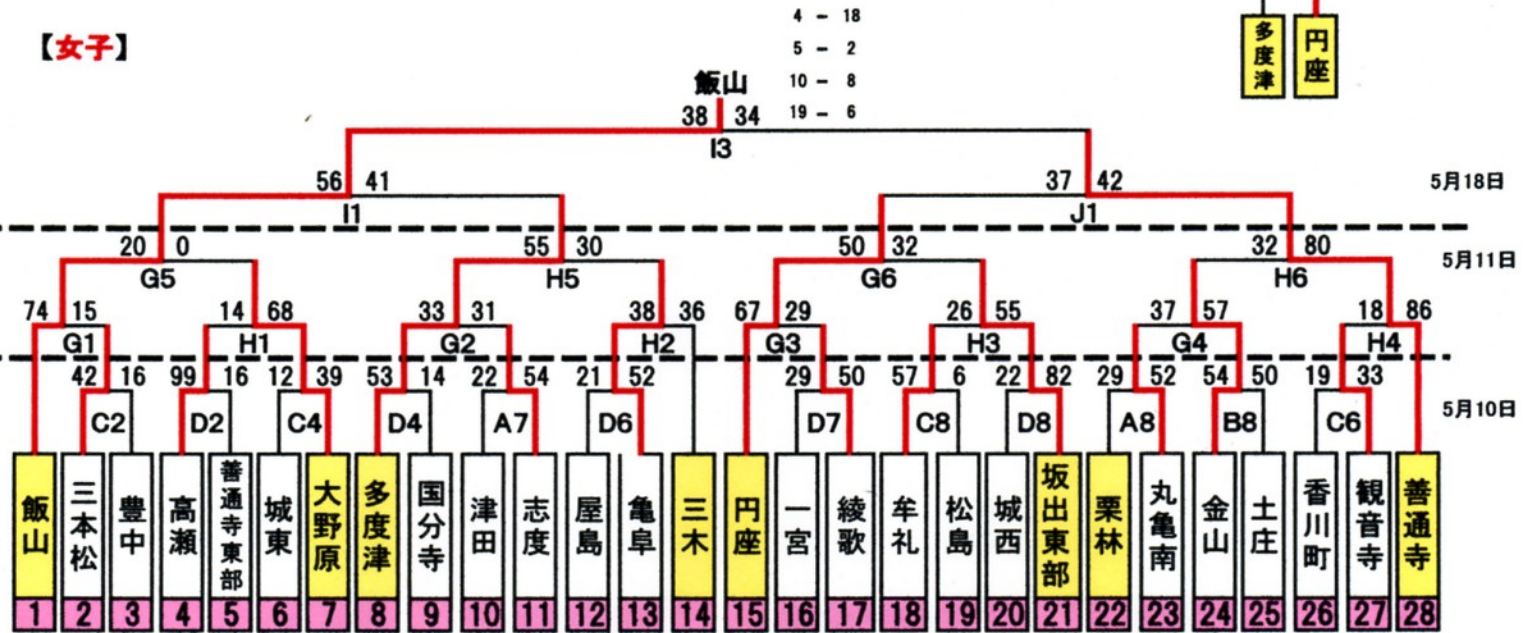 4 - 18
【女子】
5 - 2
多度津
円座
飯山
10 - 8
38 34
19 - 6
I3
56 41
37 42
5月18日
I1
J1
20 0
55 30
50 32
32 80
5月11日
G5
H5
G6
H6
74 15
14 68
33 31
38 36
67 29
26 55
37 57
18 86
G1
H1
G2
H2
G3
H3
G4
H4
42 16
99 16
12 39
53 14
22 54
21 52
29 50
57 6
22 82
29 52
54 50
19 33
5月10日
C2
D2
C4
D4
A7
D6
D7
C8
D8
A8
B8
C6
飯山
三本松
豊中
高瀬
善通寺東部
城東
大野原
多度津
国分寺
津田
志度
屋島
亀阜
三木
円座
一宮
綾歌
牟礼
松島
城西
坂出東部
栗林
丸亀南
金山
土庄
香川町
観音寺
善通寺
1 2 3 4 5 6 7 8 9 10 11 12 13 14 15 16 17 18 19 20 21 22 23 24 25 26 27 28